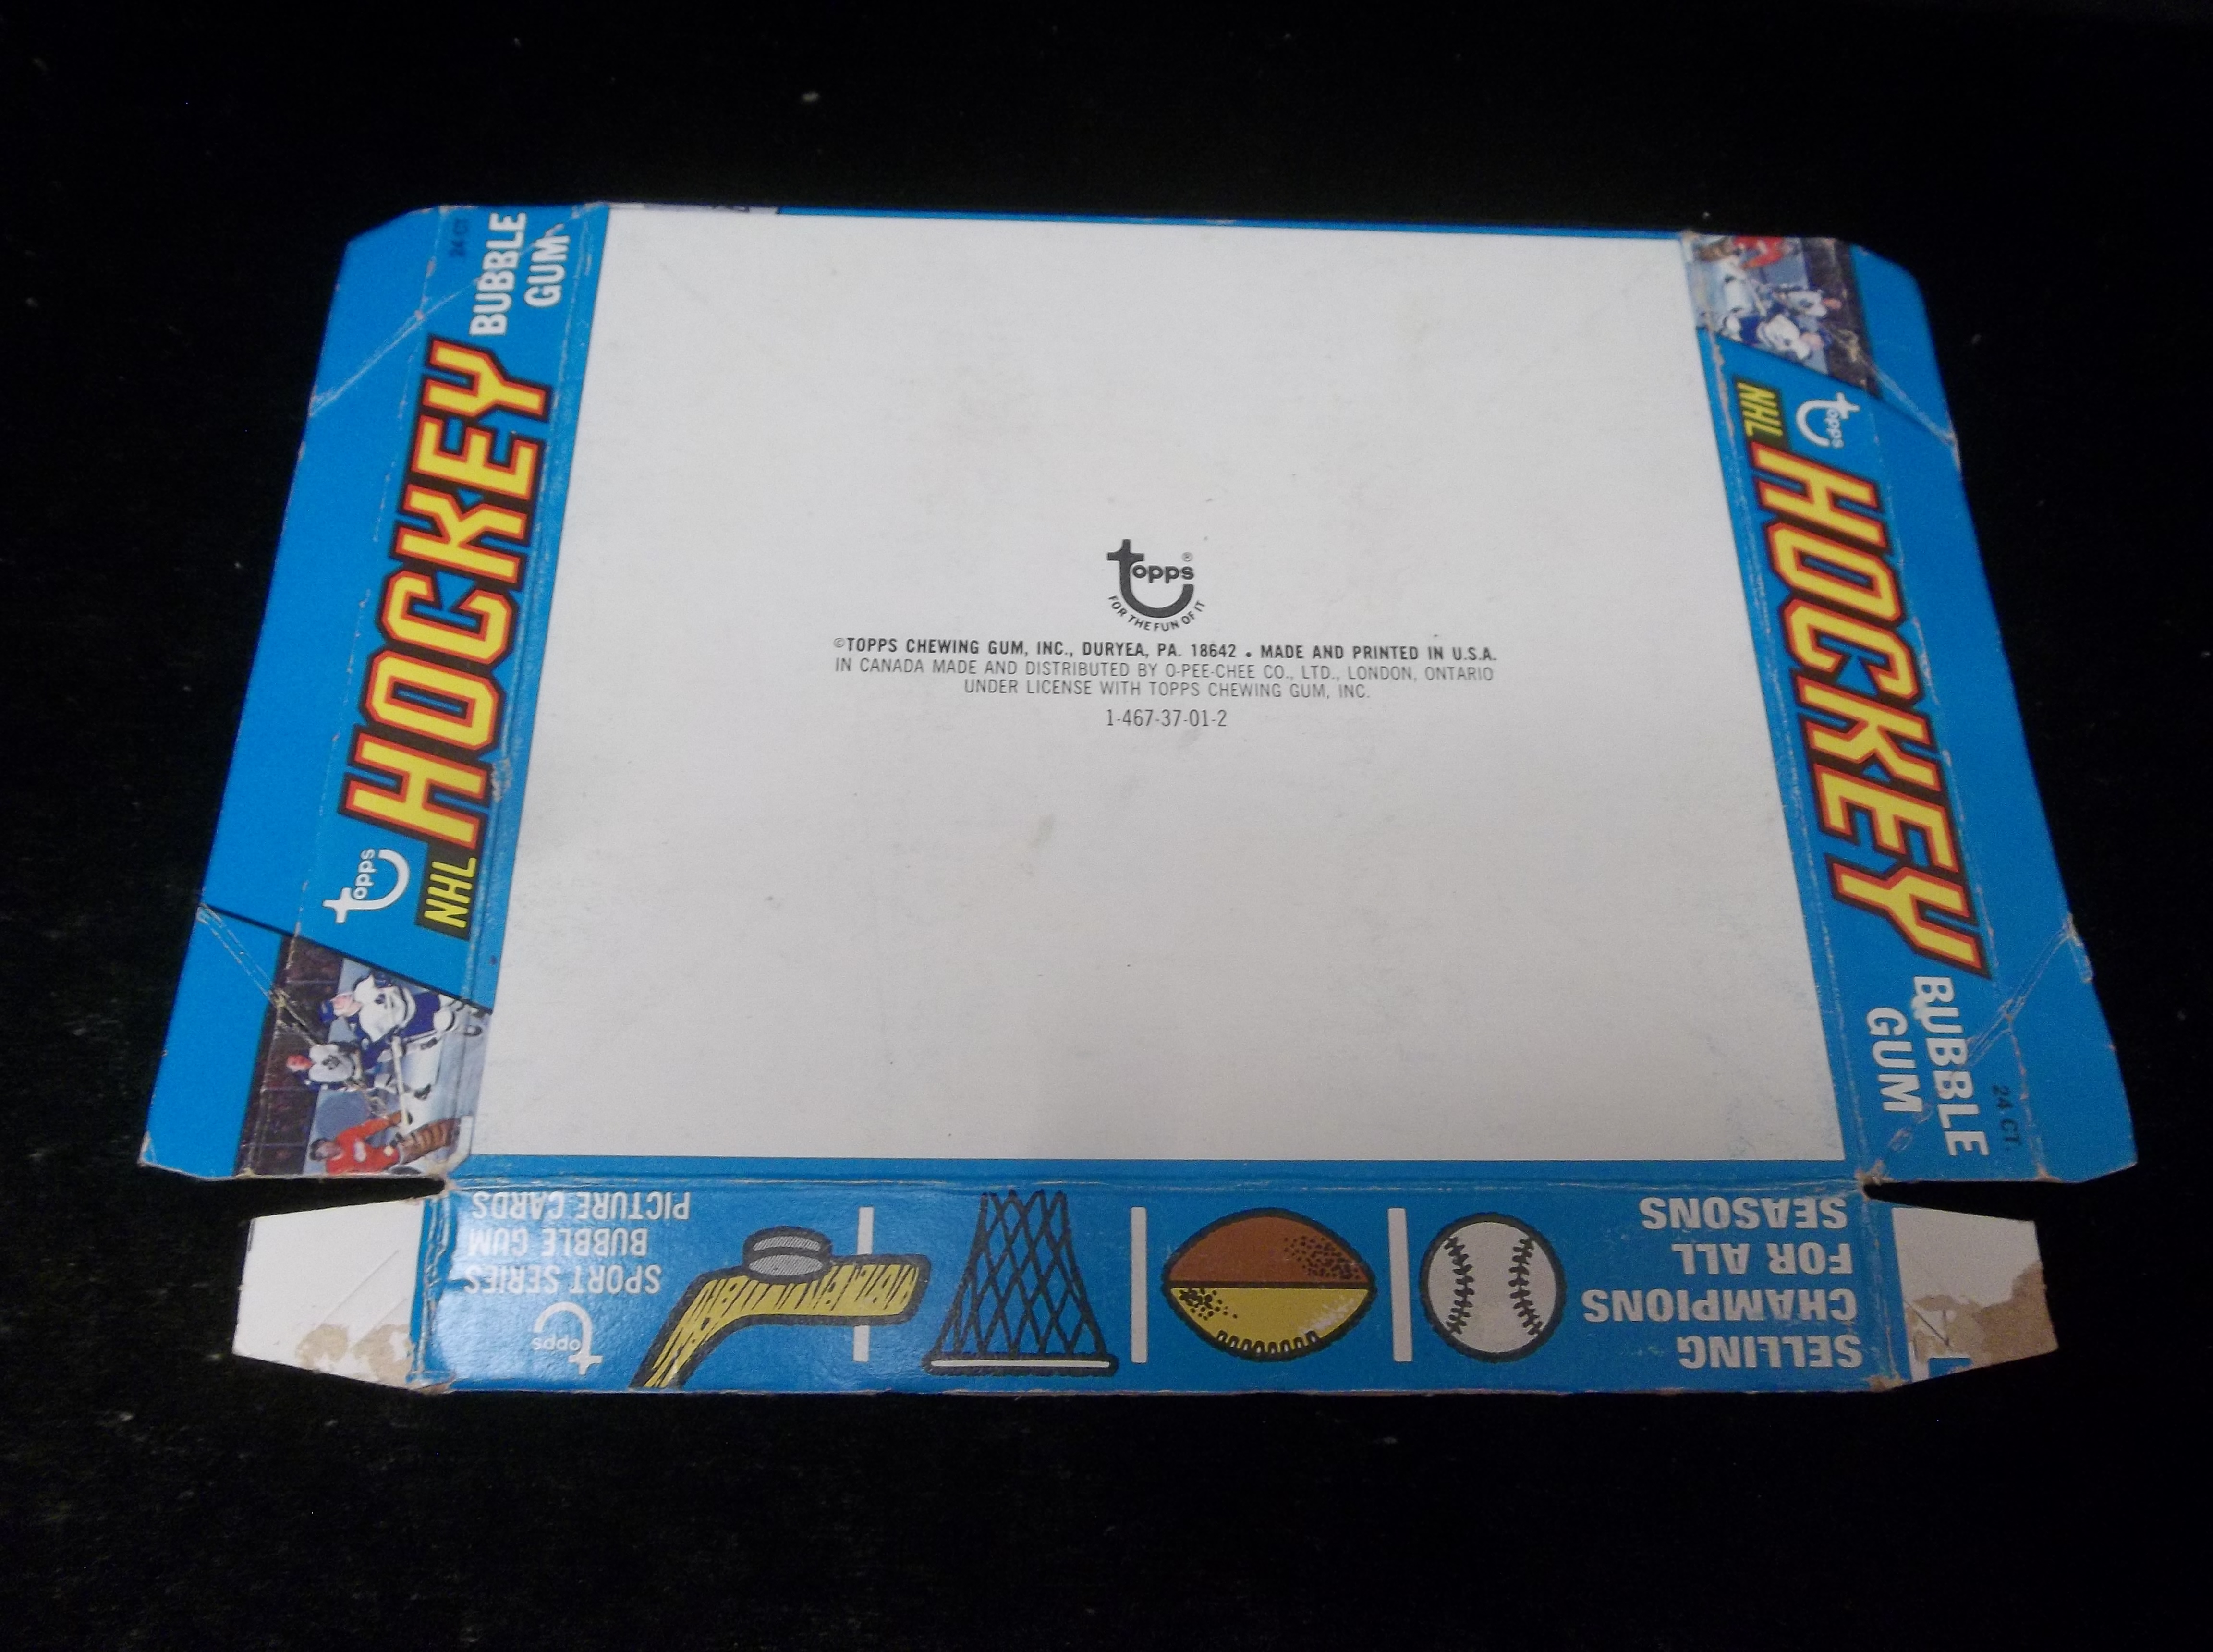 24 CT.
BUBBLE
GUM
HOCKEY
NHL
topps
topps®
FOR THE FUN OF IT
©TOPPS CHEWING GUM, INC., DURYEA, PA. 18642 • MADE AND PRINTED IN U.S.A.
IN CANADA MADE AND DISTRIBUTED BY O-PEE-CHEE CO., LTD., LONDON, ONTARIO
UNDER LICENSE WITH TOPPS CHEWING GUM, INC.
1-467-37-01-2
topps
NHL
HOCKEY
BUBBLE
GUM
24 CT.
SELLING
CHAMPIONS
FOR ALL
SEASONS
topps
SPORT SERIES
BUBBLE GUM
PICTURE CARDS